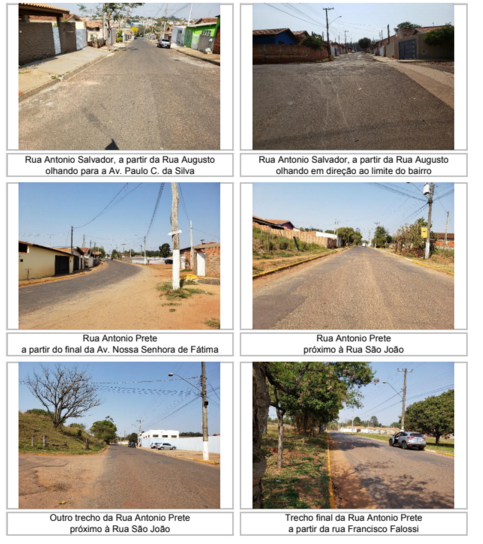 Rua Antonio Salvador, a partir da Rua Augusto
olhando para a Av. Paulo C. da Silva
Rua Antonio Salvador, a partir da Rua Augusto
olhando em direção ao limite do bairro
Rua Antonio Prete
a partir do final da Av. Nossa Senhora de Fátima
Rua Antonio Prete
próximo à Rua São João
Outro trecho da Rua Antonio Prete
próximo à Rua São João
Trecho final da Rua Antonio Prete
a partir da rua Francisco Falossi